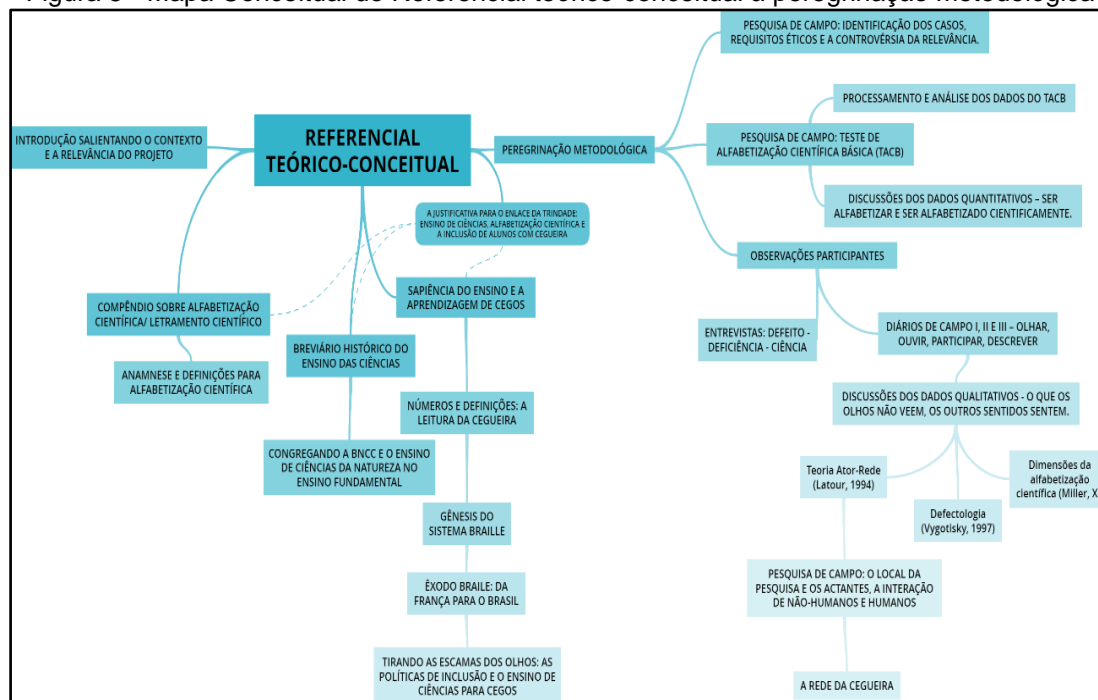 Figura 3 - Mapa Conceitual do Referencial teórico-conceitual à peregrinação metodológica
INTRODUÇÃO SALIENTANDO O CONTEXTO
E A RELEVÂNCIA DO PROJETO
REFERENCIAL
TEÓRICO-CONCEITUAL
A JUSTIFICATIVA PARA O ENLACE DA TRINDADE:
ENSINO DE CIÊNCIAS, ALFABETIZAÇÃO CIENTÍFICA E
A INCLUSÃO DE ALUNOS COM CEGUEIRA
COMPÊNDIO SOBRE ALFABETIZAÇÃO
CIENTÍFICA/ LETRAMENTO CIENTÍFICO
ANAMNESE E DEFINIÇÕES PARA
ALFABETIZAÇÃO CIENTÍFICA
BREVIÁRIO HISTÓRICO DO
ENSINO DAS CIÊNCIAS
CONGREGANDO A BNCC E O ENSINO
DE CIÊNCIAS DA NATUREZA NO
ENSINO FUNDAMENTAL
SAPIÊNCIA DO ENSINO E A
APRENDIZAGEM DE CEGOS
NÚMEROS E DEFINIÇÕES: A
LEITURA DA CEGUEIRA
GÊNESIS DO
SISTEMA BRAILLE
ÊXODO BRAILE: DA
FRANÇA PARA O BRASIL
TIRANDO AS ESCAMAS DOS OLHOS: AS
POLÍTICAS DE INCLUSÃO E O ENSINO DE
CIÊNCIAS PARA CEGOS
PEREGRINAÇÃO METODOLÓGICA
PESQUISA DE CAMPO: IDENTIFICAÇÃO DOS CASOS,
REQUISITOS ÉTICOS E A CONTROVÉRSIA DA RELEVÂNCIA.
PESQUISA DE CAMPO: TESTE DE
ALFABETIZAÇÃO CIENTÍFICA BÁSICA (TACB)
PROCESSAMENTO E ANÁLISE DOS DADOS DO TACB
DISCUSSÕES DOS DADOS QUANTITATIVOS – SER
ALFABETIZAR E SER ALFABETIZADO CIENTIFICAMENTE.
OBSERVAÇÕES PARTICIPANTES
ENTREVISTAS: DEFEITO -
DEFICIÊNCIA - CIÊNCIA
DIÁRIOS DE CAMPO I, II E III – OLHAR,
OUVIR, PARTICIPAR, DESCREVER
DISCUSSÕES DOS DADOS QUALITATIVOS - O QUE OS
OLHOS NÃO VEEM, OS OUTROS SENTIDOS SENTEM.
Teoria Ator-Rede
(Latour, 1994)
Defectologia
(Vygotisky, 1997)
Dimensões da
alfabetização
científica (Miller, X
PESQUISA DE CAMPO: O LOCAL DA
PESQUISA E OS ACTANTES, A INTERAÇÃO
DE NÃO-HUMANOS E HUMANOS
A REDE DA CEGUEIRA